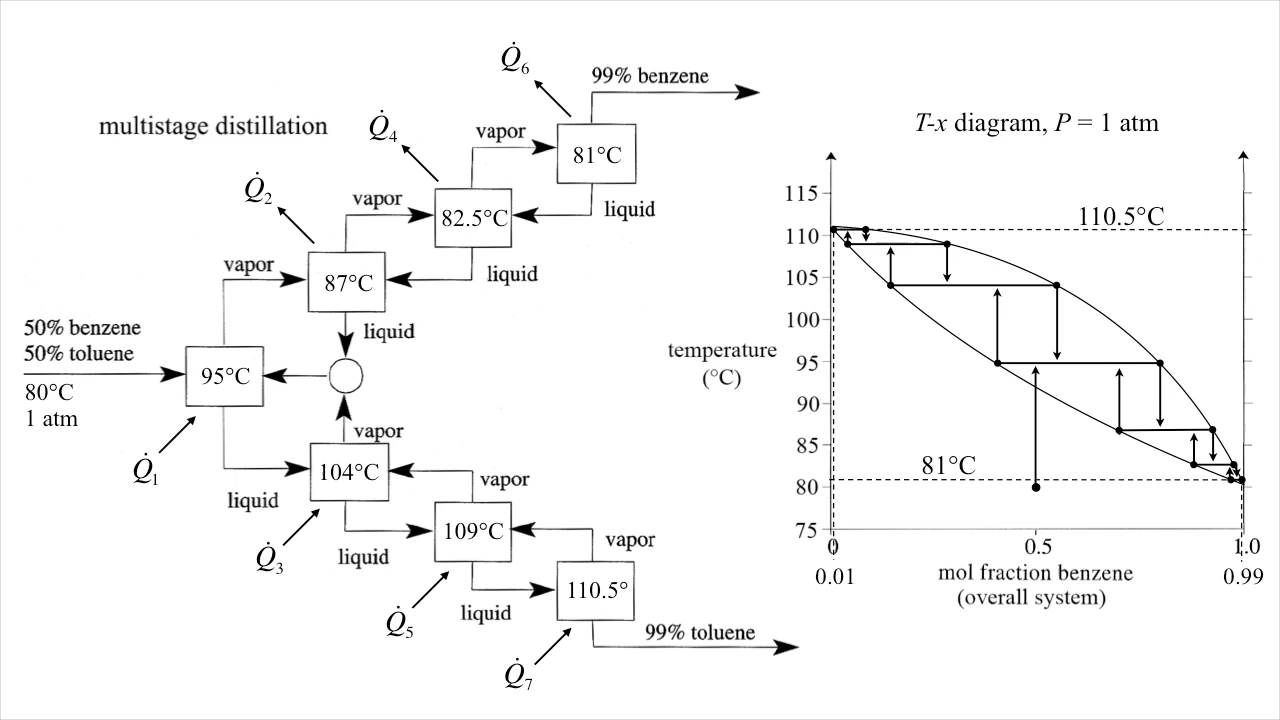 multistage distillation
Q̇₆
99% benzene
Q̇₄
vapor
81°C
Q̇₂
vapor
82.5°C
liquid
vapor
87°C
liquid
50% benzene
50% toluene
80°C
1 atm
95°C
liquid
vapor
Q̇₁
104°C
liquid
vapor
Q̇₃
109°C
liquid
vapor
Q̇₅
110.5°
liquid
99% toluene
Q̇₇
T-x diagram, P = 1 atm
115
110.5°C
110
105
100
temperature
(°C)
95
90
85
81°C
80
75
0
0.5
1.0
0.01
mol fraction benzene
0.99
(overall system)